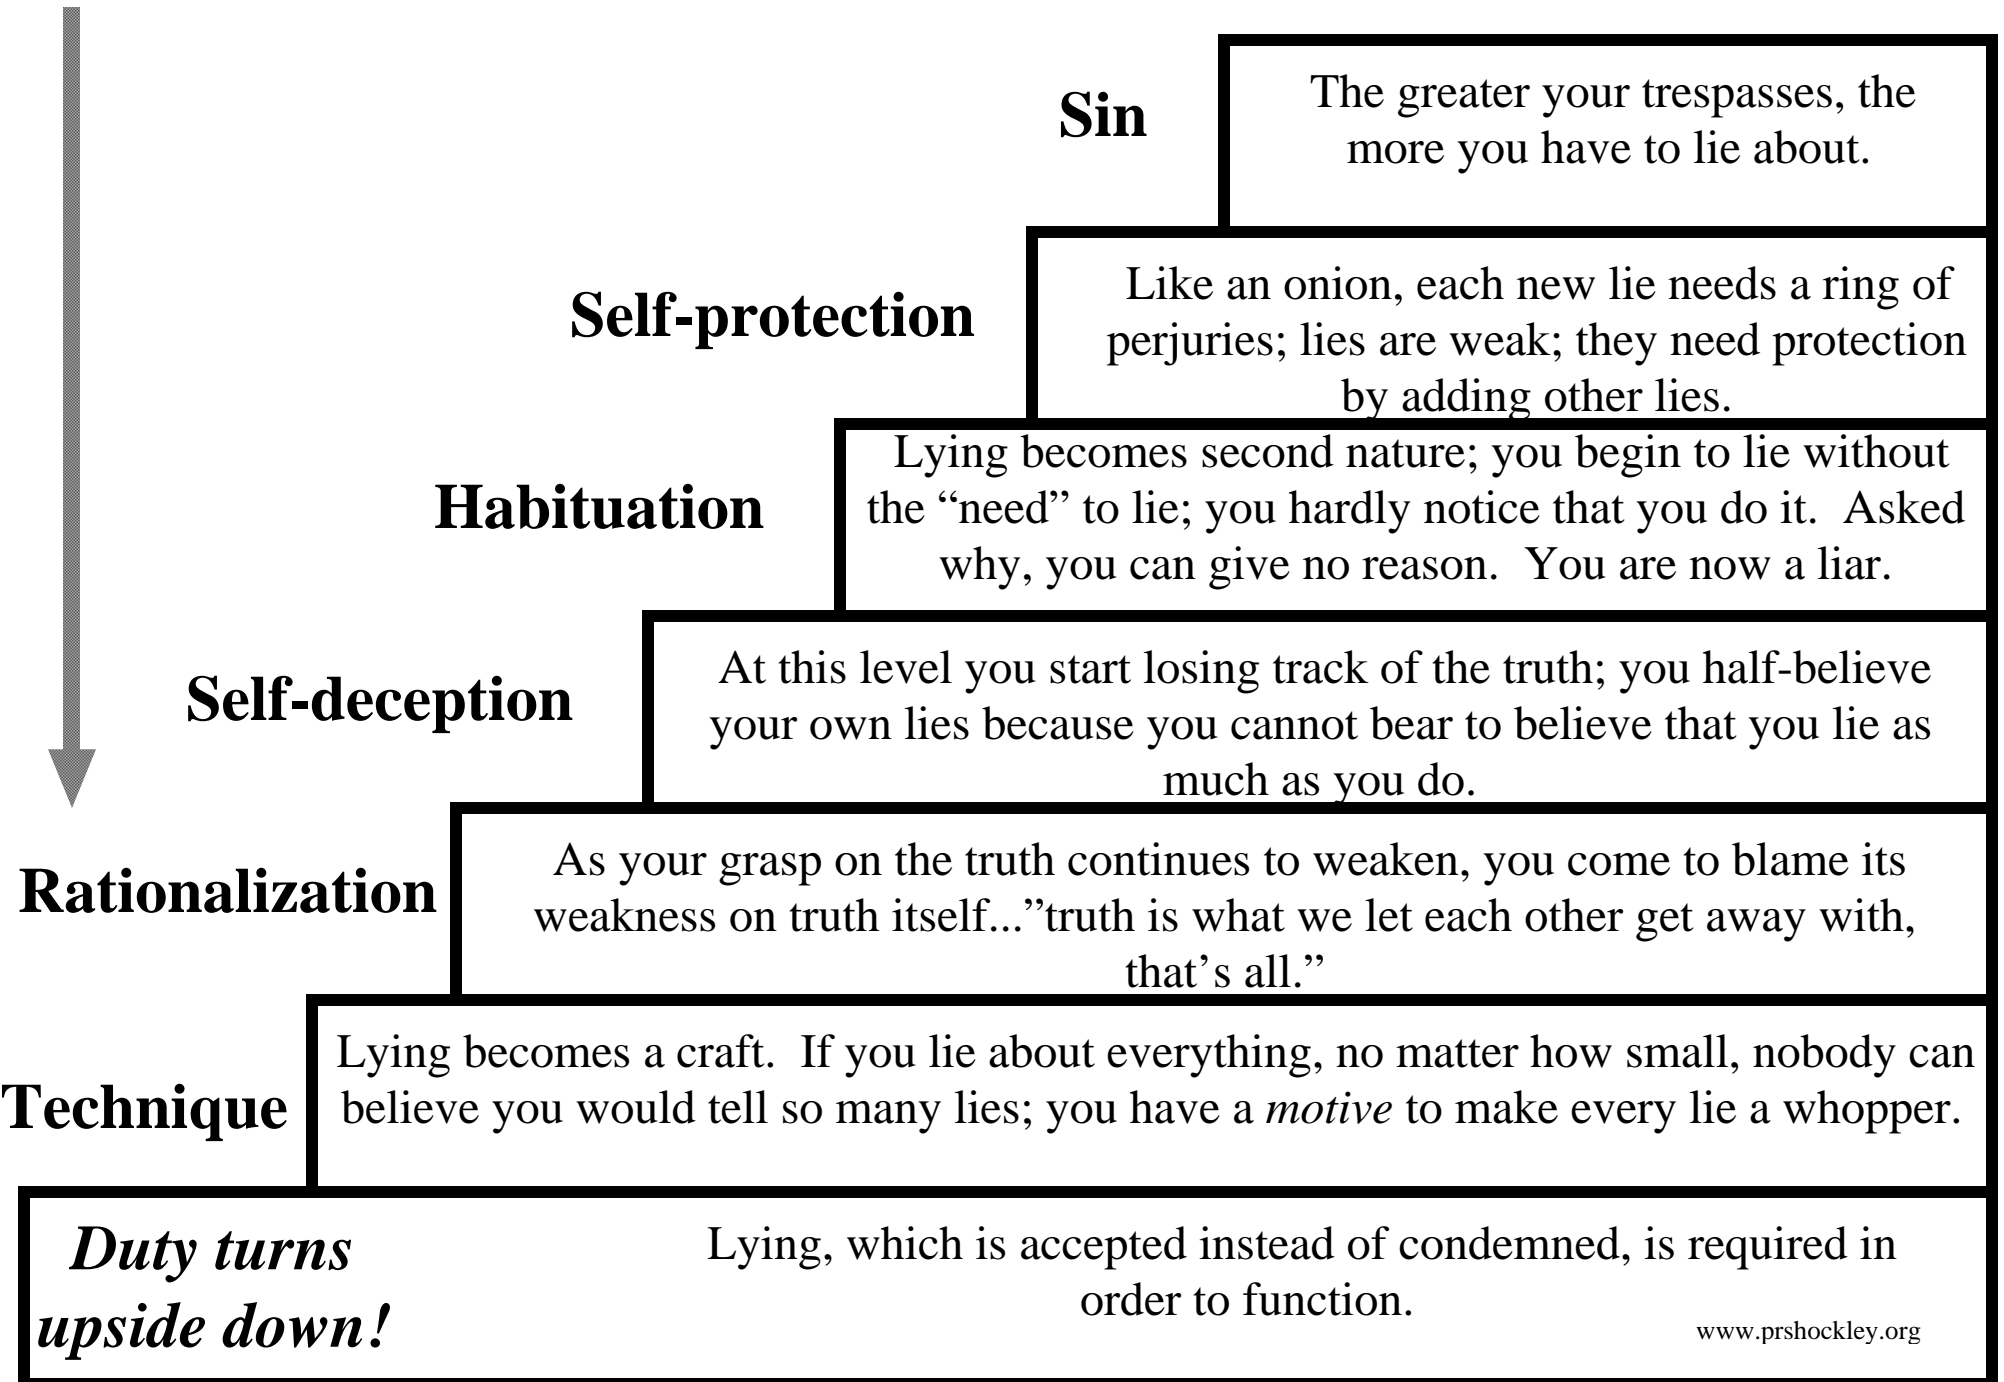 Sin
The greater your trespasses, the
more you have to lie about.
Self-protection
Like an onion, each new lie needs a ring of
perjuries; lies are weak; they need protection
by adding other lies.
Habituation
Lying becomes second nature; you begin to lie without
the “need” to lie; you hardly notice that you do it.  Asked
why, you can give no reason.  You are now a liar.
Self-deception
At this level you start losing track of the truth; you half-believe
your own lies because you cannot bear to believe that you lie as
much as you do.
Rationalization
As your grasp on the truth continues to weaken, you come to blame its
weakness on truth itself...”truth is what we let each other get away with,
that’s all.”
Technique
Lying becomes a craft.  If you lie about everything, no matter how small, nobody can
believe you would tell so many lies; you have a motive to make every lie a whopper.
Duty turns
upside down!
Lying, which is accepted instead of condemned, is required in
order to function.
www.prshockley.org